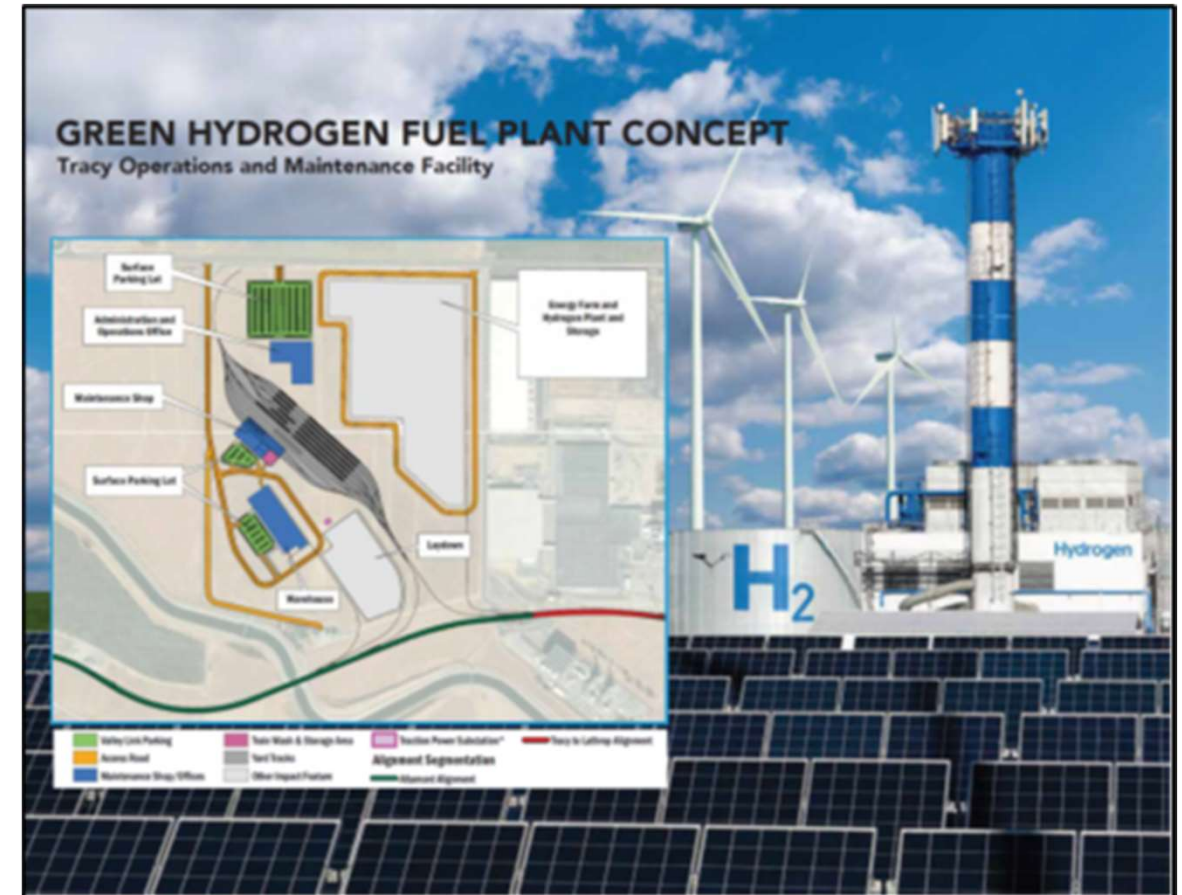 GREEN HYDROGEN FUEL PLANT CONCEPT
Tracy Operations and Maintenance Facility
Surface
Parking Lot
Administration and
Operations Office
Maintenance Shop
Surface Parking Lot
Energy Farm and
Hydrogen Plant and
Storage
Laydown
Warehouse
H2
Hydrogen
Valley Link Parking
Access Road
Maintenance Shop/Offices
Train Wash & Storage Area
Yard Tracks
Other Impact Feature
Traction Power Substation*
Alignment Segmentation
Altamont Alignment
Tracy to Lathrop Alignment